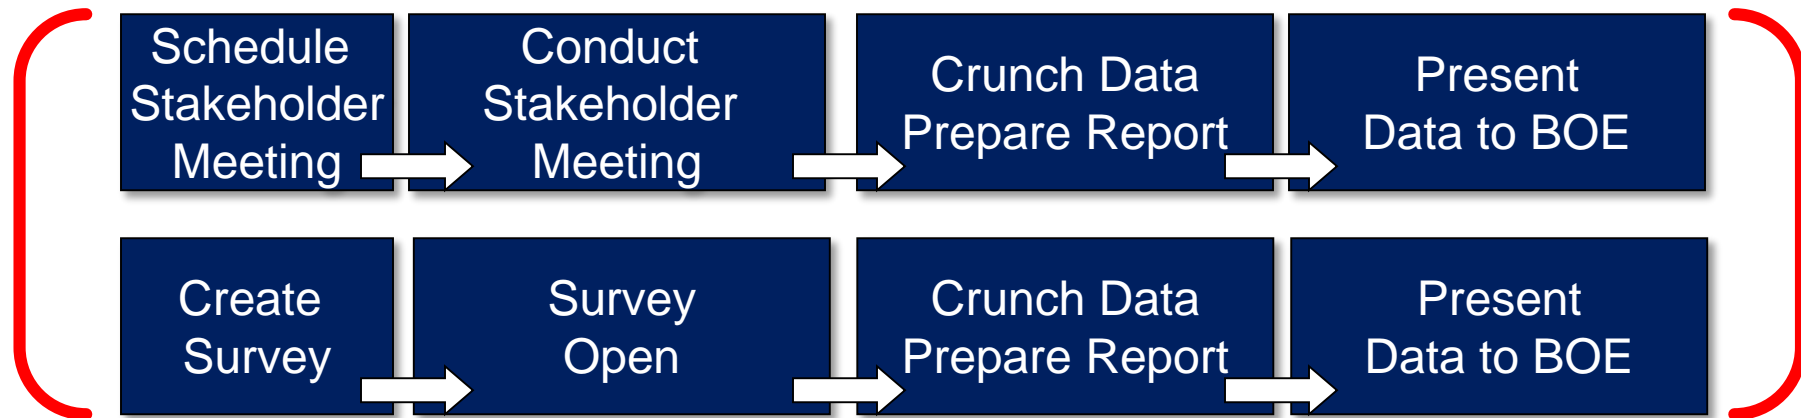 Schedule
Stakeholder
Meeting
Conduct
Stakeholder
Meeting
Crunch Data
Prepare Report
Present
Data to BOE
Create
Survey
Survey
Open
Crunch Data
Prepare Report
Present
Data to BOE